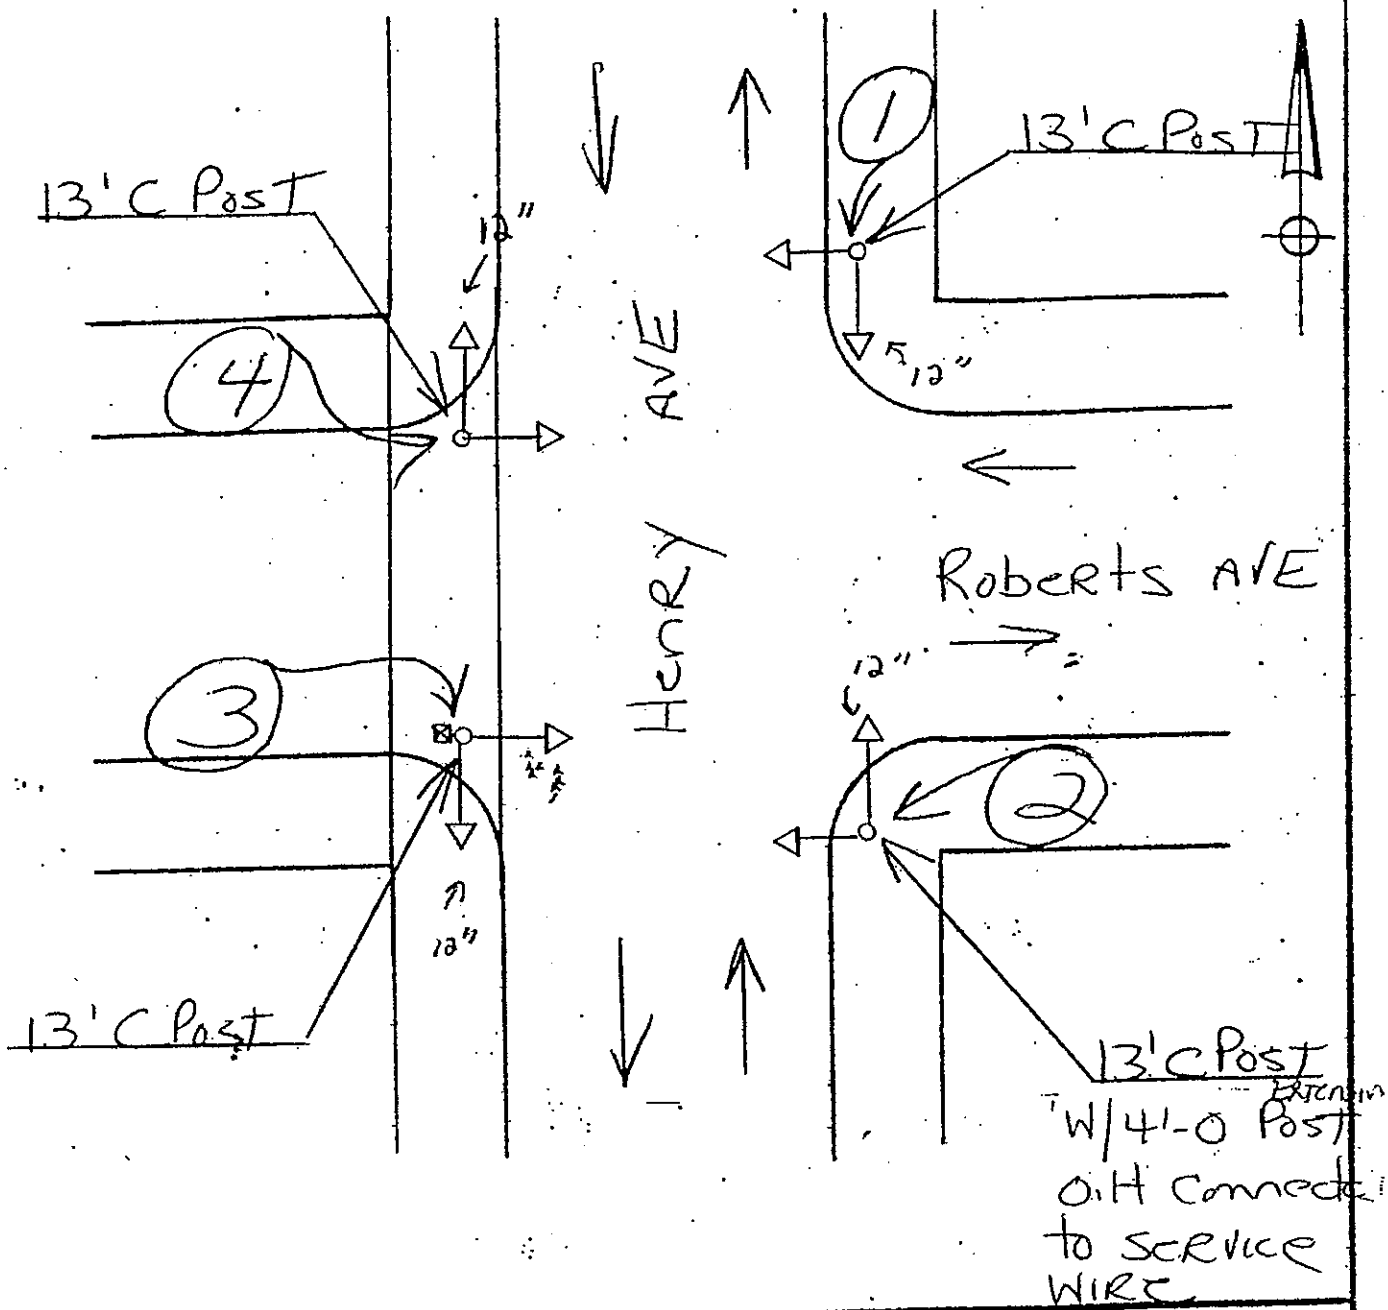 1
13' C Post
13' C Post
12"
4
12"
AVE
Henry
Roberts AVE
12"
3
2
12"
13' C Post
13' C Post
Extension
W/4'-0 Post
O.H Connect
to Service
Wire